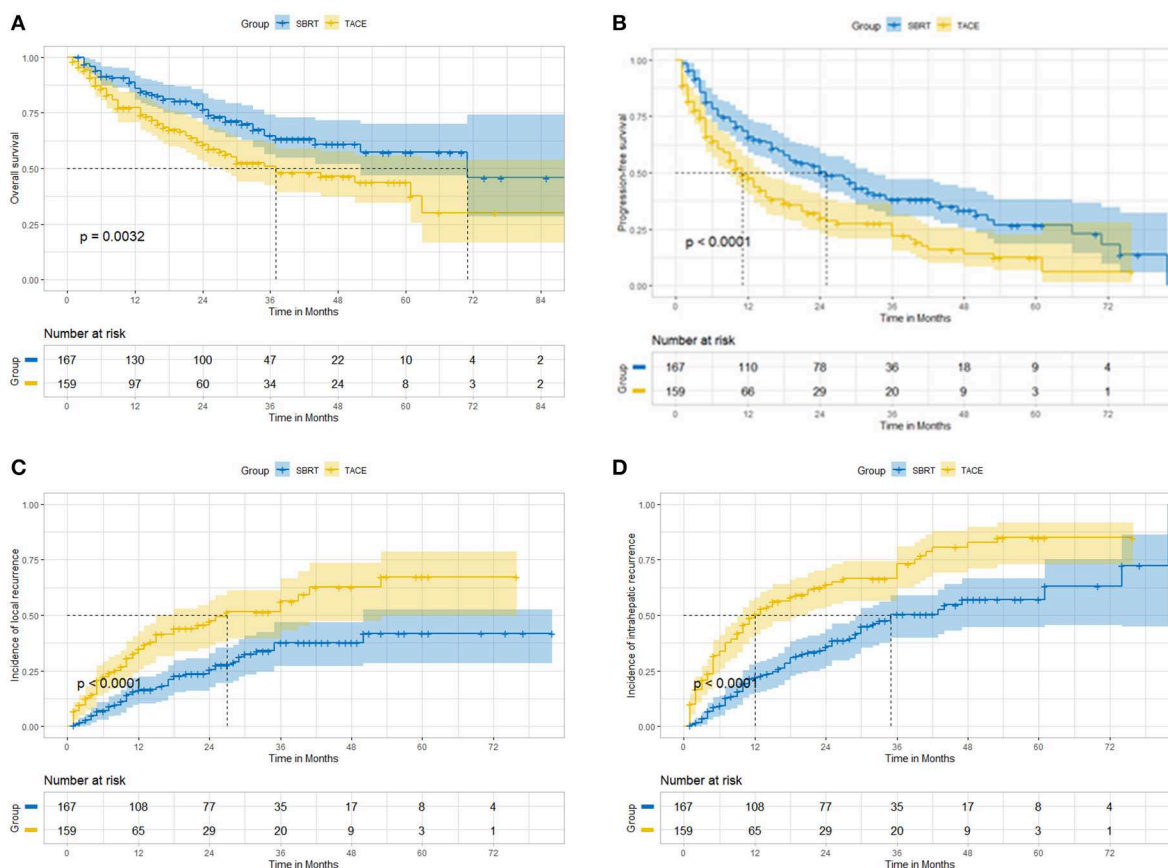 A
Group SBRT TACE
Overall survival
1.00
0.75
0.50
0.25
0.00
p = 0.0032
0 12 24 36 48 60 72 84
Time in Months
Number at risk
Group
167 130 100 47 22 10 4 2
159 97 60 34 24 8 3 2
0 12 24 36 48 60 72 84
Time in Months
B
Group SBRT TACE
Progression-free survival
1.00
0.75
0.50
0.25
0.00
p < 0.0001
0 12 24 36 48 60 72
Time in Months
Number at risk
Group
167 110 78 36 18 9 4
159 66 29 20 9 3 1
0 12 24 36 48 60 72
Time in Months
C
Group SBRT TACE
Incidence of local recurrence
1.00
0.75
0.50
0.25
0.00
p < 0.0001
0 12 24 36 48 60 72
Time in Months
Number at risk
Group
167 108 77 35 17 8 4
159 65 29 20 9 3 1
0 12 24 36 48 60 72
Time in Months
D
Group SBRT TACE
Incidence of intrahepatic recurrence
1.00
0.75
0.50
0.25
0.00
p < 0.0001
0 12 24 36 48 60 72
Time in Months
Number at risk
Group
167 108 77 35 17 8 4
159 65 29 20 9 3 1
0 12 24 36 48 60 72
Time in Months